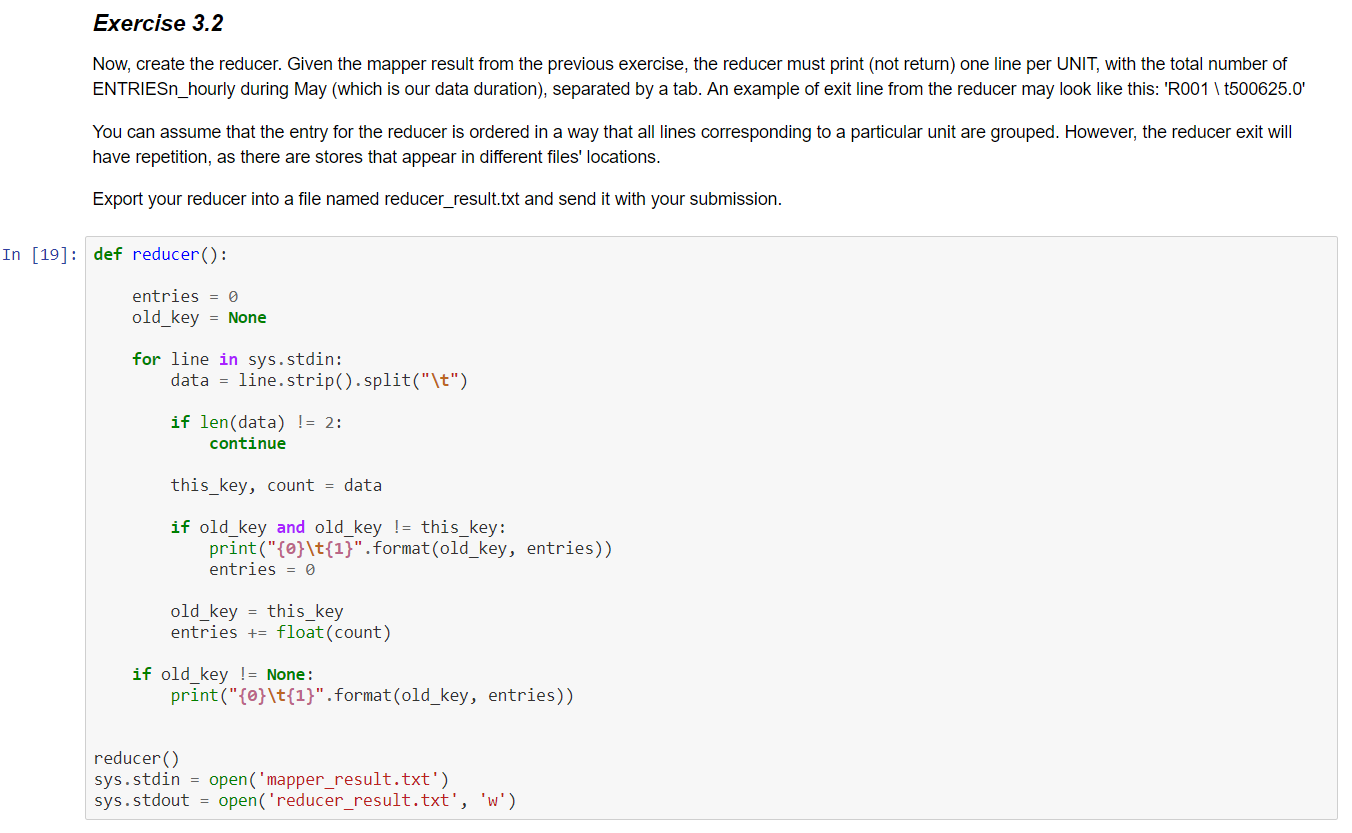 Exercise 3.2
Now, create the reducer. Given the mapper result from the previous exercise, the reducer must print (not return) one line per UNIT, with the total number of
ENTRIESn_hourly during May (which is our data duration), separated by a tab. An example of exit line from the reducer may look like this: 'R001 \ t500625.0'
You can assume that the entry for the reducer is ordered in a way that all lines corresponding to a particular unit are grouped. However, the reducer exit will
have repetition, as there are stores that appear in different files' locations.
Export your reducer into a file named reducer_result.txt and send it with your submission.
In [19]: def reducer():
    entries = 0
    old_key = None
    for line in sys.stdin:
        data = line.strip().split("\t")
        if len(data) != 2:
            continue
        this_key, count = data
        if old_key and old_key != this_key:
            print("{0}\t{1}".format(old_key, entries))
            entries = 0
        old_key = this_key
        entries += float(count)
    if old_key != None:
        print("{0}\t{1}".format(old_key, entries))
reducer()
sys.stdin = open('mapper_result.txt')
sys.stdout = open('reducer_result.txt', 'w')